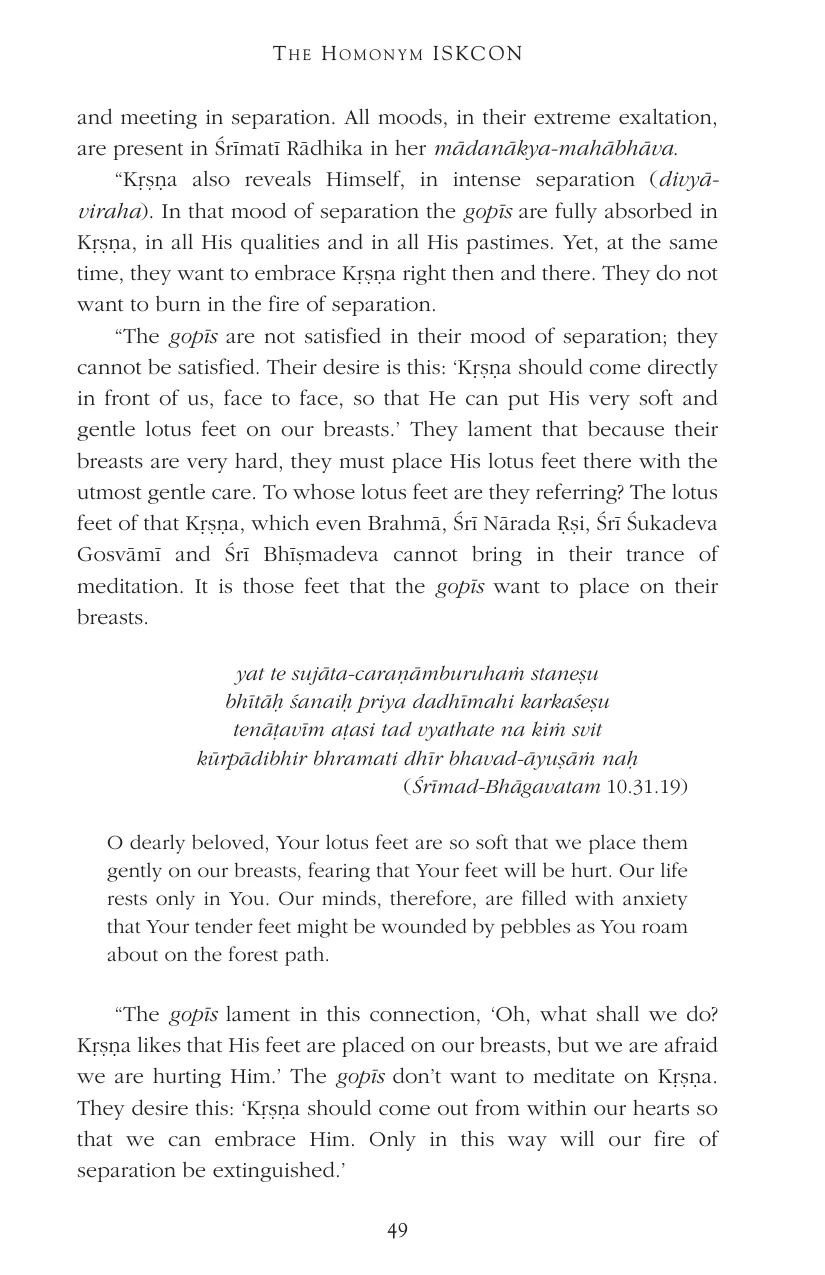 THE HOMONYM ISKCON
and meeting in separation. All moods, in their extreme exaltation,
are present in Śrīmatī Rādhika in her mādanākya-mahābhāva.
“Kṛṣṇa also reveals Himself, in intense separation (divyā-
viraha). In that mood of separation the gopīs are fully absorbed in
Kṛṣṇa, in all His qualities and in all His pastimes. Yet, at the same
time, they want to embrace Kṛṣṇa right then and there. They do not
want to burn in the fire of separation.
“The gopīs are not satisfied in their mood of separation; they
cannot be satisfied. Their desire is this: ‘Kṛṣṇa should come directly
in front of us, face to face, so that He can put His very soft and
gentle lotus feet on our breasts.’ They lament that because their
breasts are very hard, they must place His lotus feet there with the
utmost gentle care. To whose lotus feet are they referring? The lotus
feet of that Kṛṣṇa, which even Brahmā, Śrī Nārada Ṛṣi, Śrī Śukadeva
Gosvāmī and Śrī Bhīṣmadeva cannot bring in their trance of
meditation. It is those feet that the gopīs want to place on their
breasts.
yat te sujāta-caraṇāmburuhaṁ staneṣu
bhītāḥ śanaiḥ priya dadhīmahi karkaśeṣu
tenāṭavīm aṭasi tad vyathate na kiṁ svit
kūrpādibhir bhramati dhīr bhavad-āyuṣāṁ naḥ
(Śrīmad-Bhāgavatam 10.31.19)
O dearly beloved, Your lotus feet are so soft that we place them
gently on our breasts, fearing that Your feet will be hurt. Our life
rests only in You. Our minds, therefore, are filled with anxiety
that Your tender feet might be wounded by pebbles as You roam
about on the forest path.
“The gopīs lament in this connection, ‘Oh, what shall we do?
Kṛṣṇa likes that His feet are placed on our breasts, but we are afraid
we are hurting Him.’ The gopīs don’t want to meditate on Kṛṣṇa.
They desire this: ‘Kṛṣṇa should come out from within our hearts so
that we can embrace Him. Only in this way will our fire of
separation be extinguished.’
49